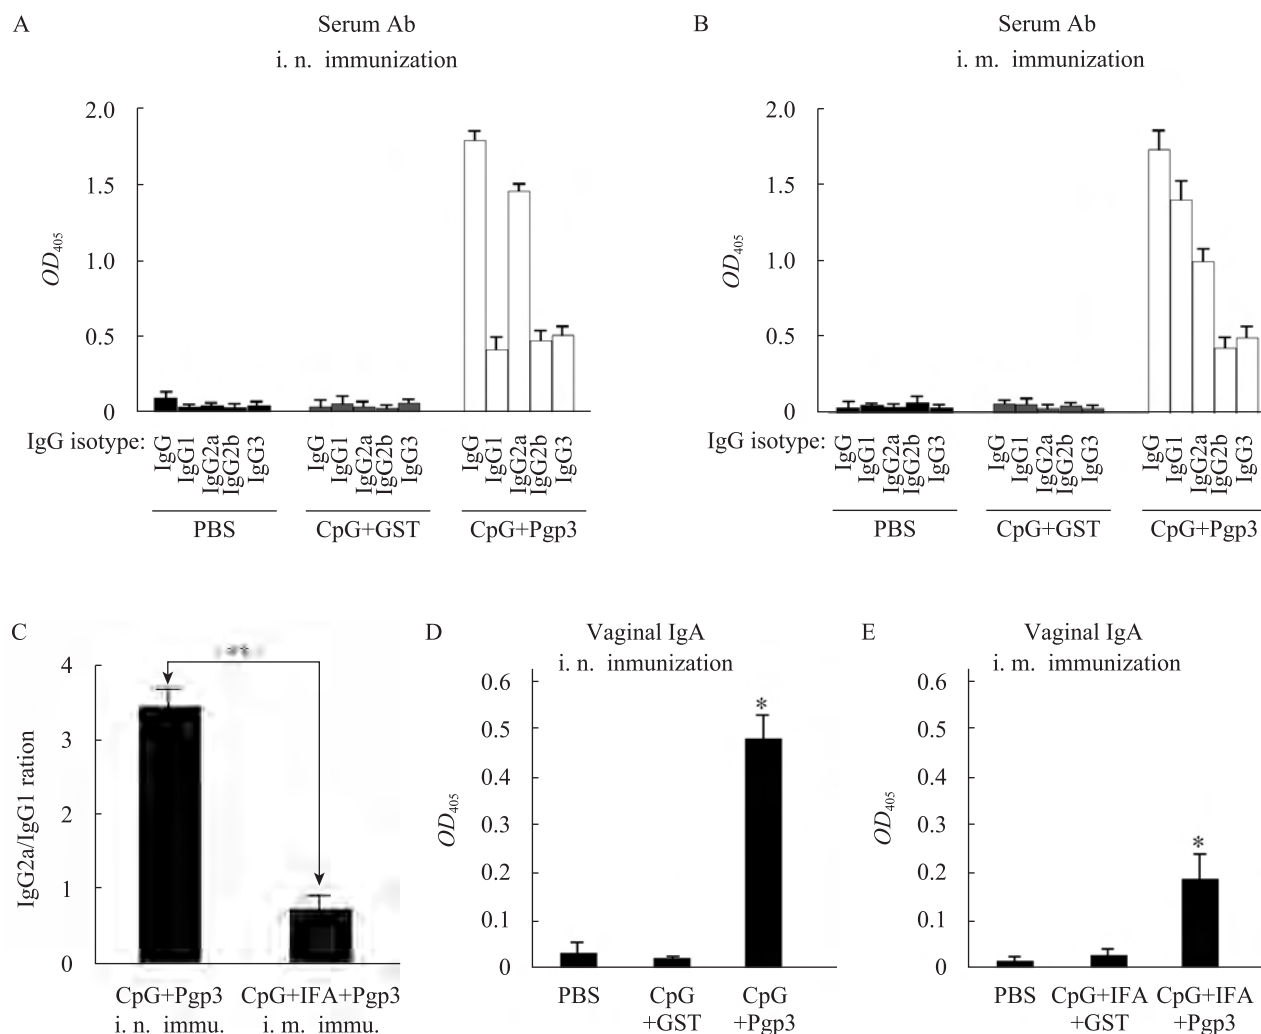 A
Serum Ab
i. n. immunization
2.0
1.5
1.0
0.5
0
OD405
IgG isotype:
IgG
IgG1
IgG2a
IgG2b
IgG3
IgG
IgG1
IgG2a
IgG2b
IgG3
IgG
IgG1
IgG2a
IgG2b
IgG3
PBS
CpG+GST
CpG+Pgp3
B
Serum Ab
i. m. immunization
2.0
1.5
1.0
0.5
0
OD405
IgG isotype:
IgG
IgG1
IgG2a
IgG2b
IgG3
IgG
IgG1
IgG2a
IgG2b
IgG3
IgG
IgG1
IgG2a
IgG2b
IgG3
PBS
CpG+GST
CpG+Pgp3
C
4
3
2
1
0
IgG2a/IgG1 ration
CpG+Pgp3
i. n. immu.
CpG+IFA+Pgp3
i. m. immu.
D
Vaginal IgA
i. n. immunization
0.6
0.5
0.4
0.3
0.2
0.1
0
OD405
*
PBS
CpG
+GST
CpG
+Pgp3
E
Vaginal IgA
i. m. immunization
0.6
0.5
0.4
0.3
0.2
0.1
0
OD405
*
PBS
CpG+IFA
+GST
CpG+IFA
+Pgp3